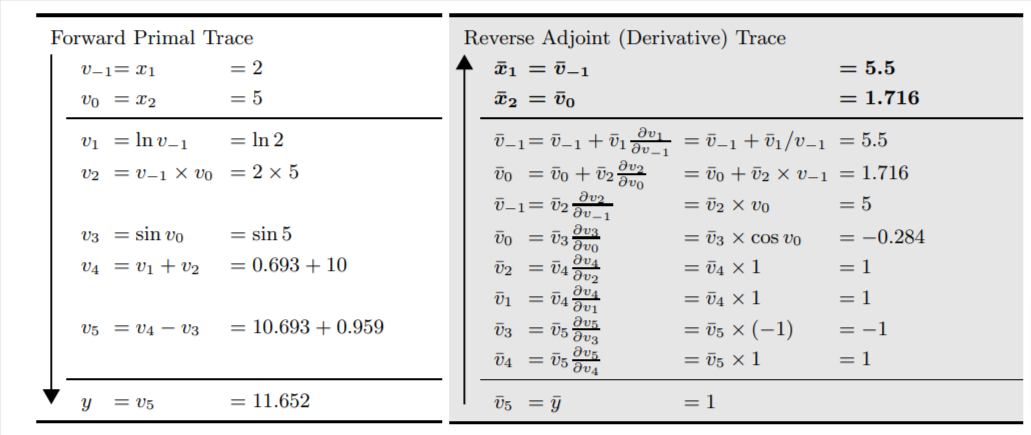 Forward Primal Trace
v₋₁= x₁ = 2
v₀ = x₂ = 5
v₁ = ln v₋₁ = ln 2
v₂ = v₋₁ × v₀ = 2 × 5
v₃ = sin v₀ = sin 5
v₄ = v₁ + v₂ = 0.693 + 10
v₅ = v₄ − v₃ = 10.693 + 0.959
y = v₅ = 11.652
Reverse Adjoint (Derivative) Trace
x̄₁ = v̄₋₁ = 5.5
x̄₂ = v̄₀ = 1.716
v̄₋₁= v̄₋₁ + v̄₁ ∂v₁/∂v₋₁ = v̄₋₁ + v̄₁/v₋₁ = 5.5
v̄₀ = v̄₀ + v̄₂ ∂v₂/∂v₀ = v̄₀ + v̄₂ × v₋₁ = 1.716
v̄₋₁= v̄₂ ∂v₂/∂v₋₁ = v̄₂ × v₀ = 5
v̄₀ = v̄₃ ∂v₃/∂v₀ = v̄₃ × cos v₀ = −0.284
v̄₂ = v̄₄ ∂v₄/∂v₂ = v̄₄ × 1 = 1
v̄₁ = v̄₄ ∂v₄/∂v₁ = v̄₄ × 1 = 1
v̄₃ = v̄₅ ∂v₅/∂v₃ = v̄₅ × (−1) = −1
v̄₄ = v̄₅ ∂v₅/∂v₄ = v̄₅ × 1 = 1
v̄₅ = ȳ = 1